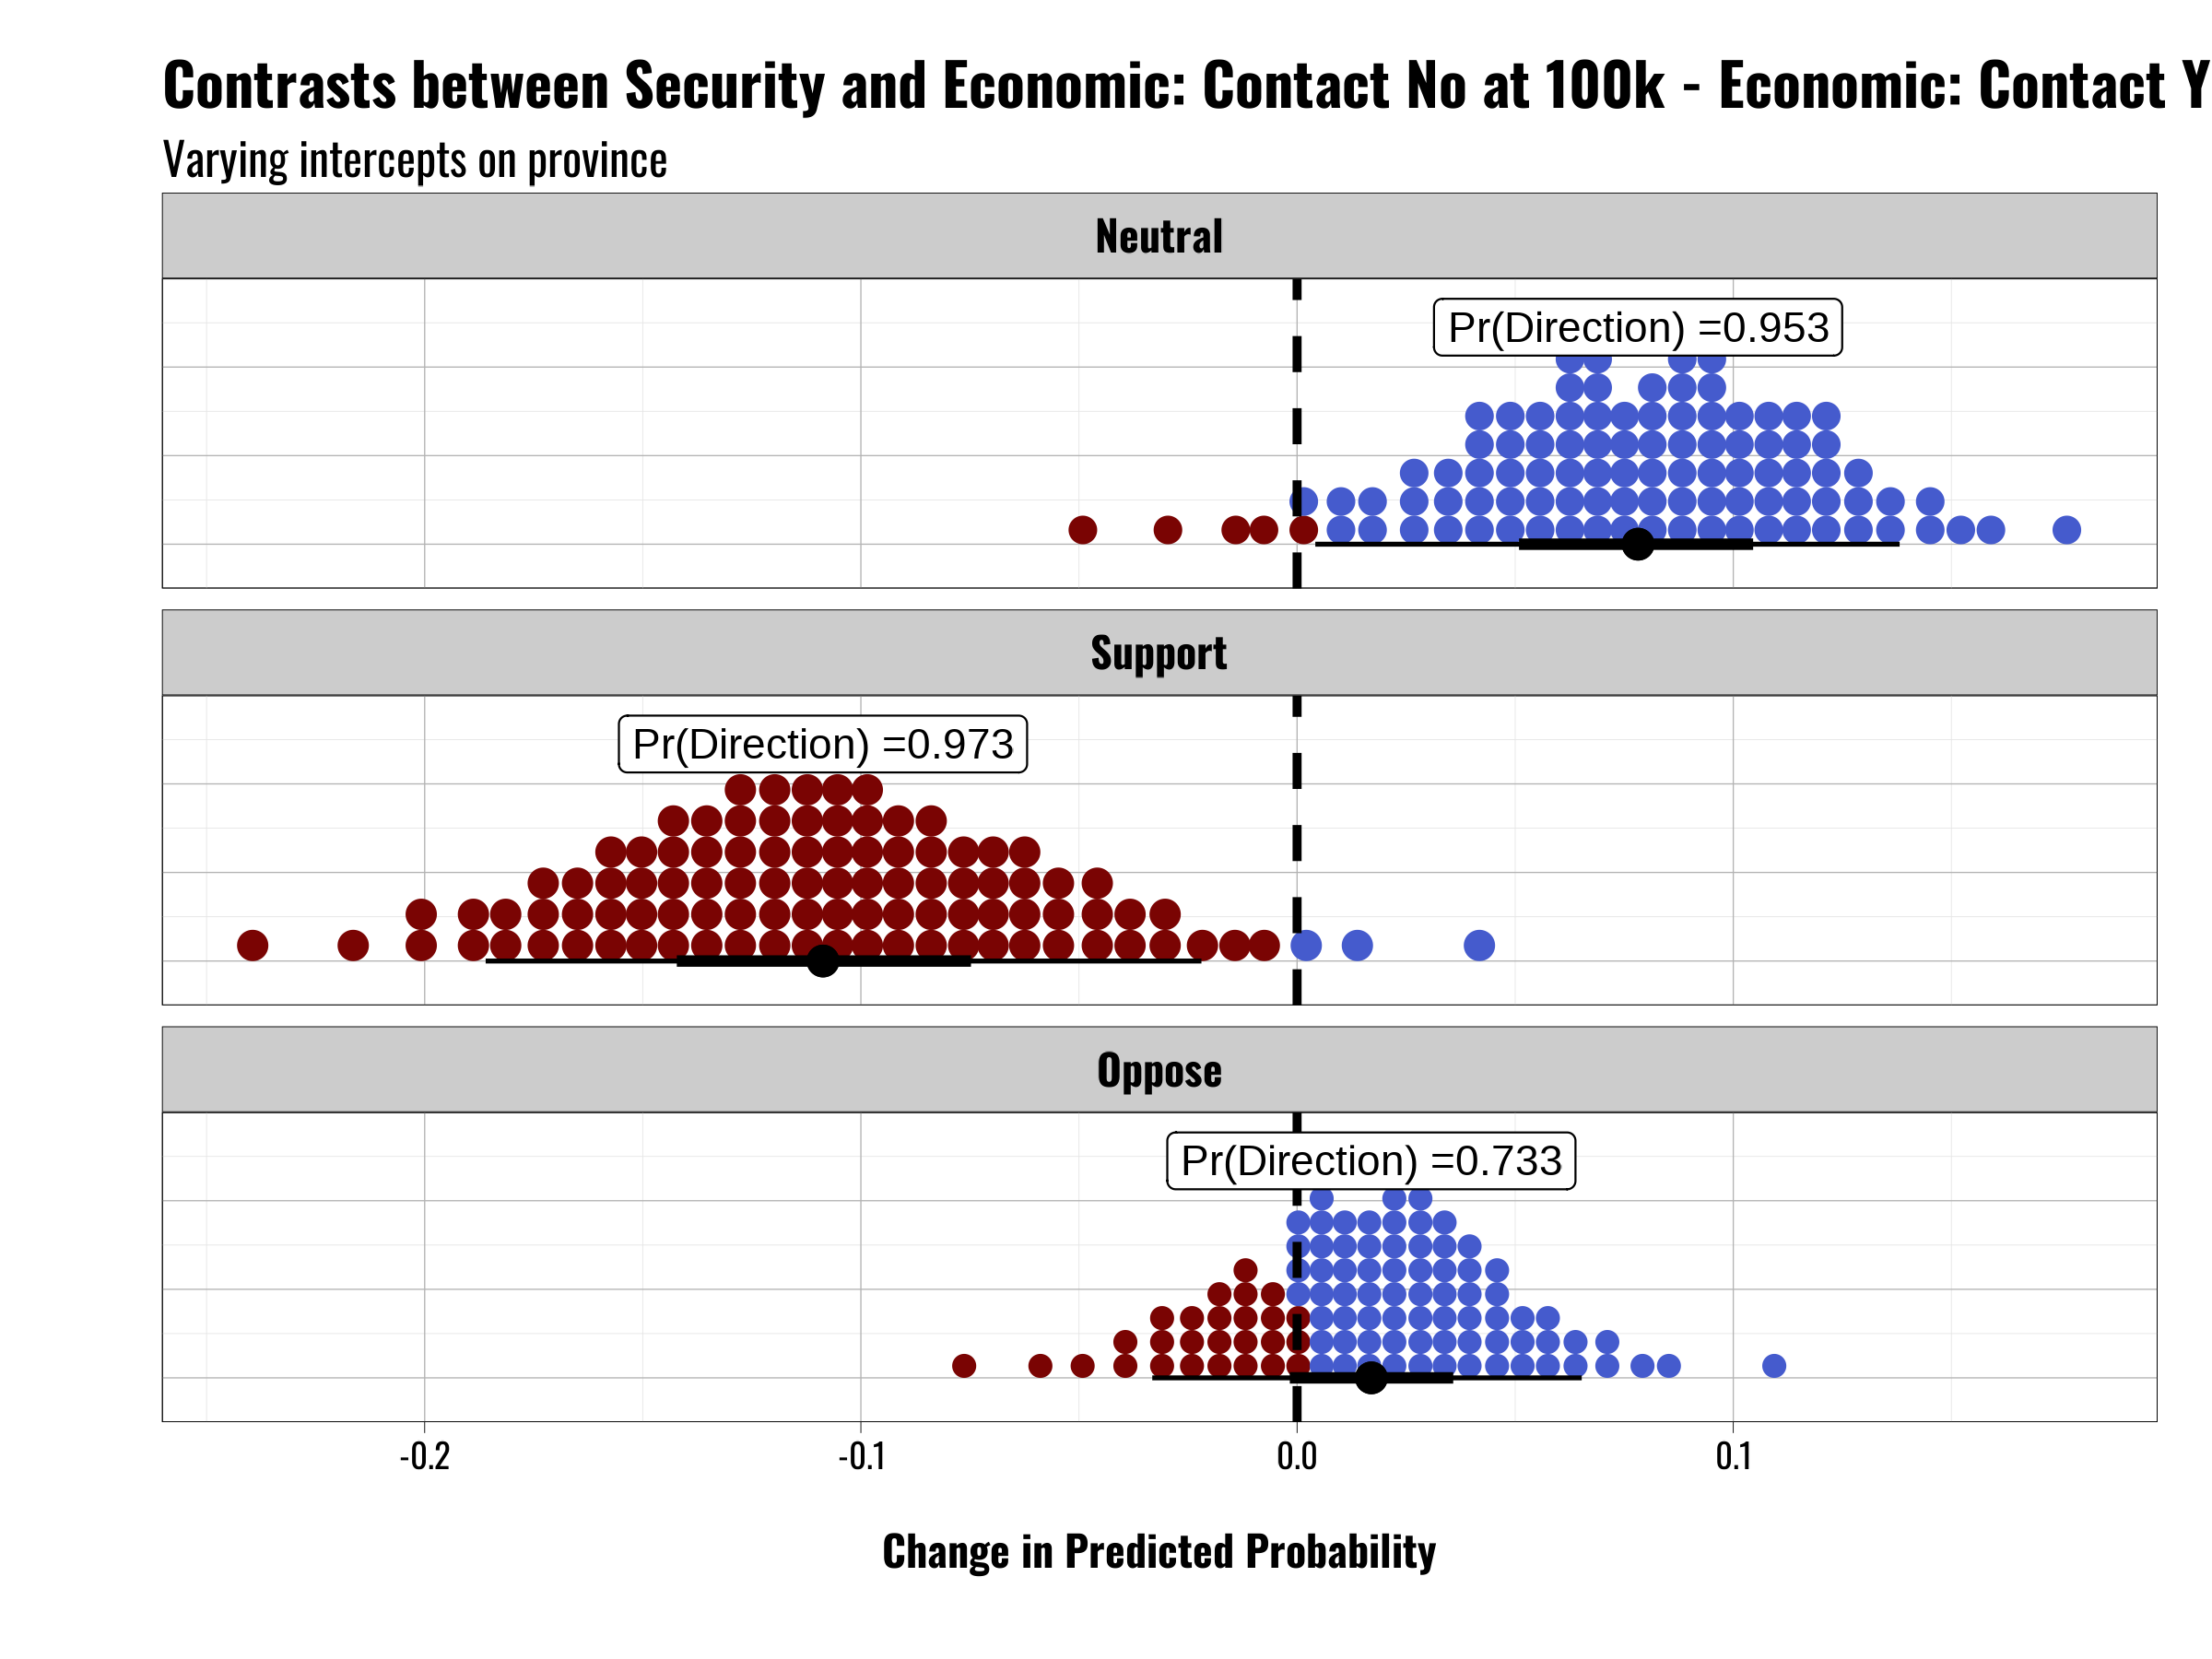 Contrasts between Security and Economic: Contact No at 100k - Economic: Contact Y
Varying intercepts on province
Neutral
Pr(Direction) =0.953
Support
Pr(Direction) =0.973
Oppose
Pr(Direction) =0.733
-0.2 -0.1 0.0 0.1
Change in Predicted Probability